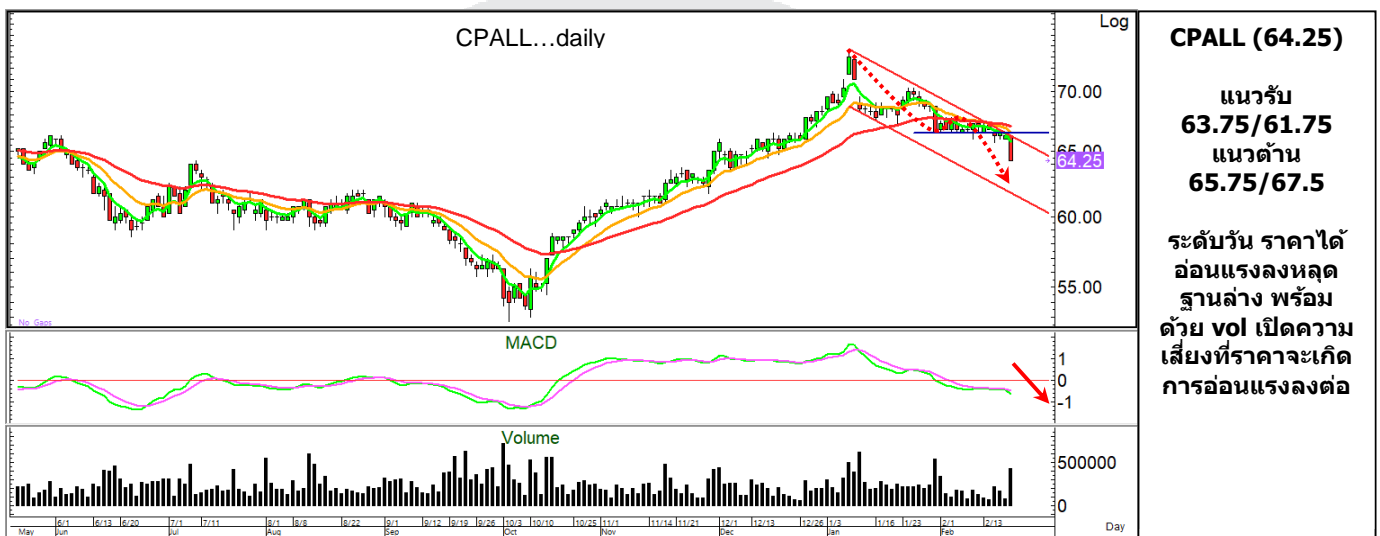 CPALL...daily
Log
70.00
65.00
64.25
60.00
55.00
No Gaps
MACD
1
0
-1
Volume
500000
0
6/1 6/13 6/20 7/1 7/11 8/1 8/8 8/22 9/1 9/12 9/19 9/26 10/3 10/10 10/25 11/1 11/14 11/21 12/1 12/13 12/26 1/3 1/16 1/23 2/1 2/13
May Jun Jul Aug Sep Oct Nov Dec Jan Feb
Day
CPALL (64.25)
แนวรับ
63.75/61.75
แนวต้าน
65.75/67.5
ระดับวัน ราคาได้
อ่อนแรงลงหลุด
ฐานล่าง พร้อม
ด้วย vol เปิดความ
เสี่ยงที่ราคาจะเกิด
การอ่อนแรงลงต่อ